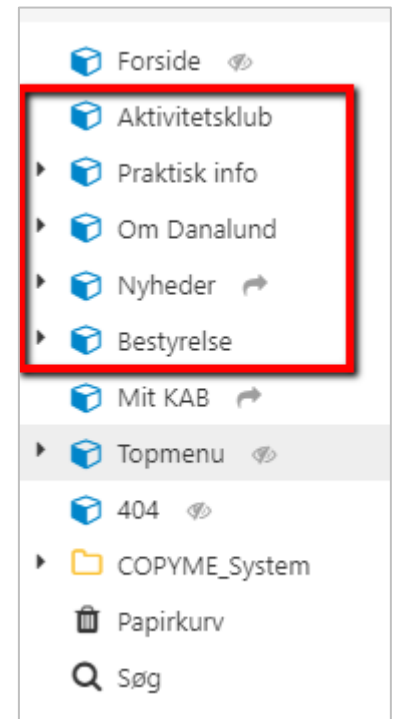 Forside
Aktivitetsklub
Praktisk info
Om Danalund
Nyheder
Bestyrelse
Mit KAB
Topmenu
404
COPYME_System
Papirkurv
Søg